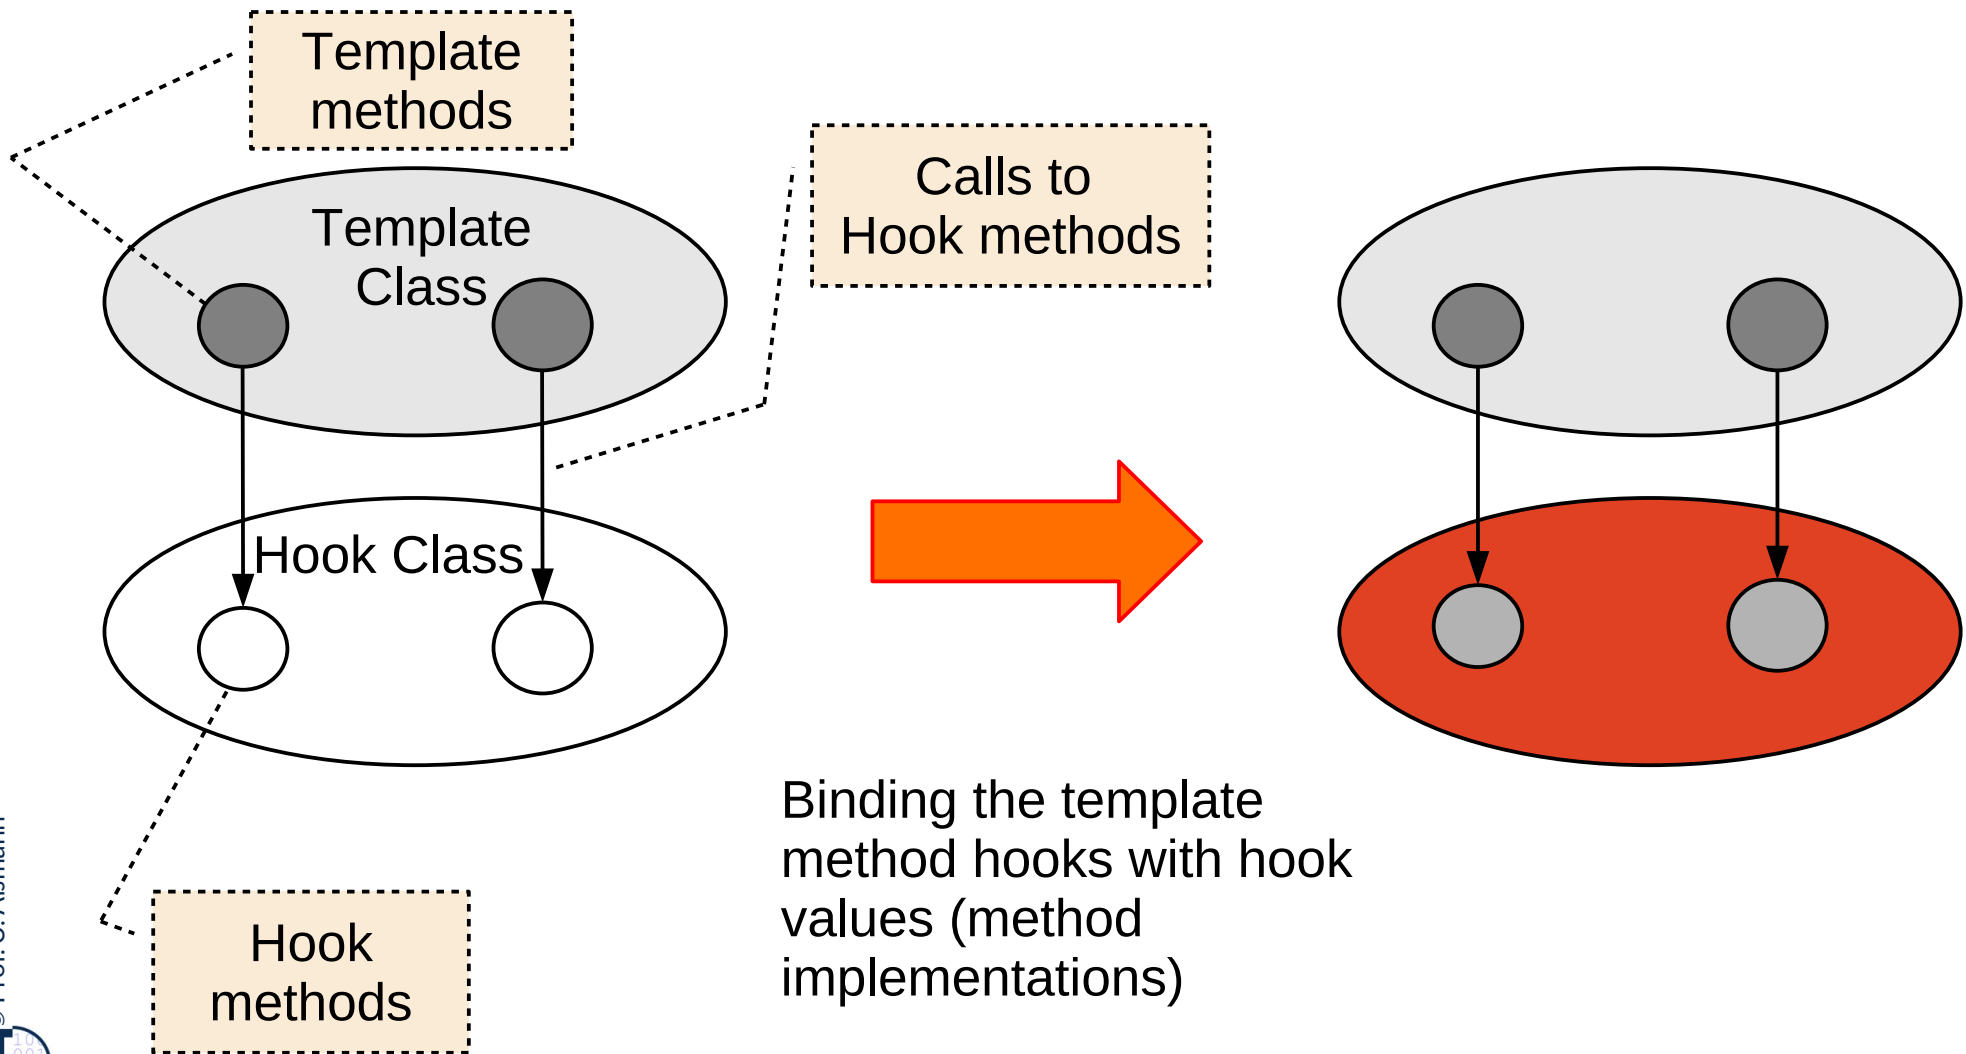 Template
methods
Calls to
Hook methods
Template
Class
Hook Class
Binding the template
method hooks with hook
values (method
implementations)
Hook
methods